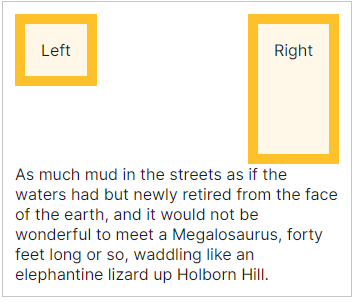 Left
Right
As much mud in the streets as if the
waters had but newly retired from the face
of the earth, and it would not be
wonderful to meet a Megalosaurus, forty
feet long or so, waddling like an
elephantine lizard up Holborn Hill.